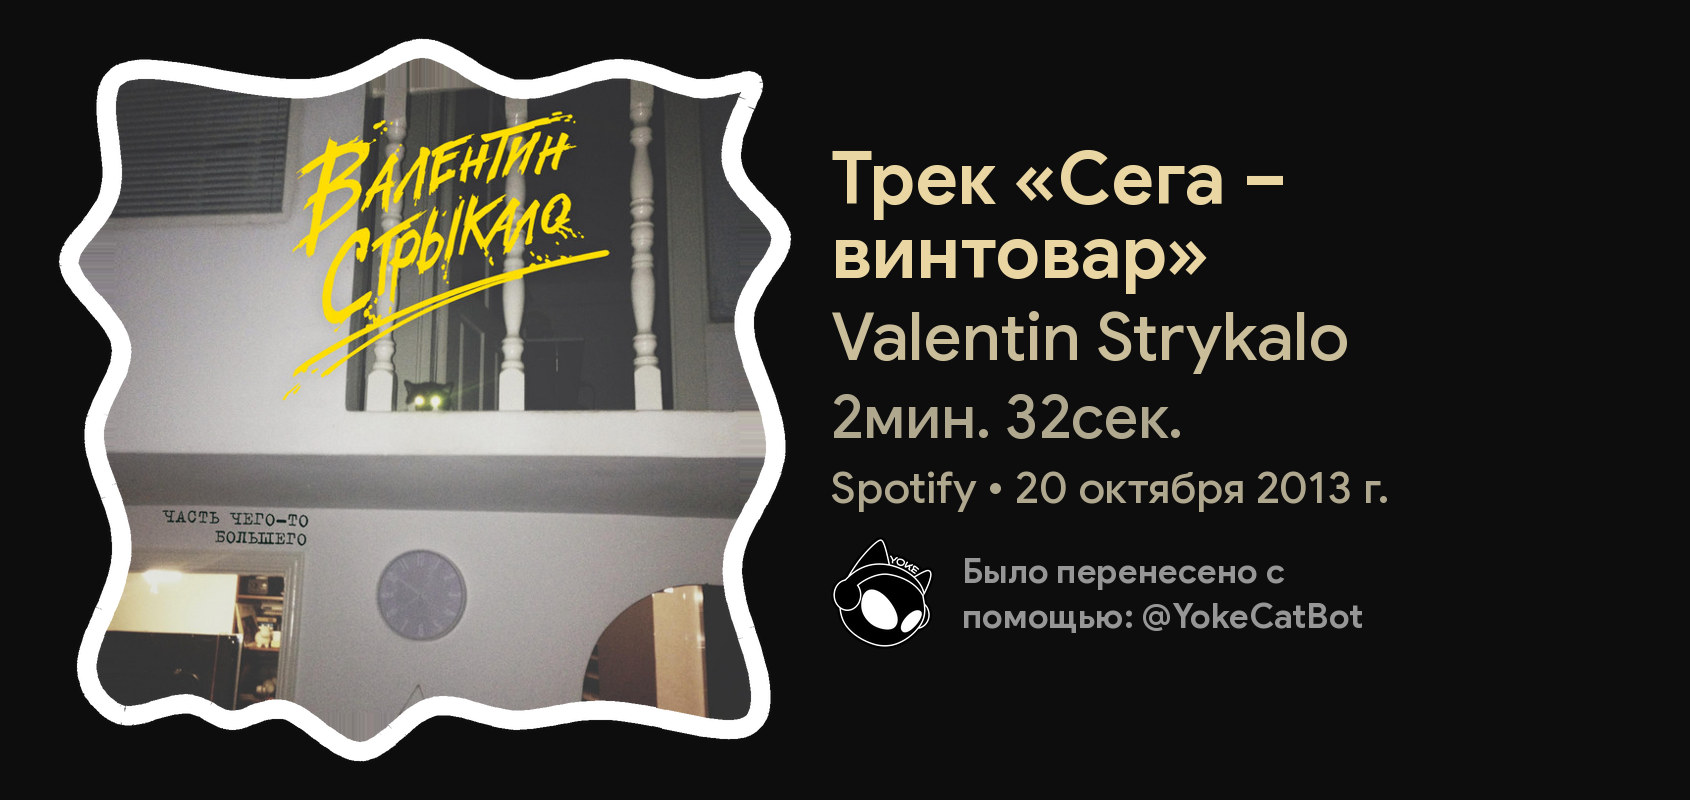 Валентин
Стрыкало
ЧАСТЬ ЧЕГО-ТО
БОЛЬШЕГО
Трек «Сега –
винтовар»
Valentin Strykalo
2мин. 32сек.
Spotify • 20 октября 2013 г.
YOKE
Было перенесено с
помощью: @YokeCatBot